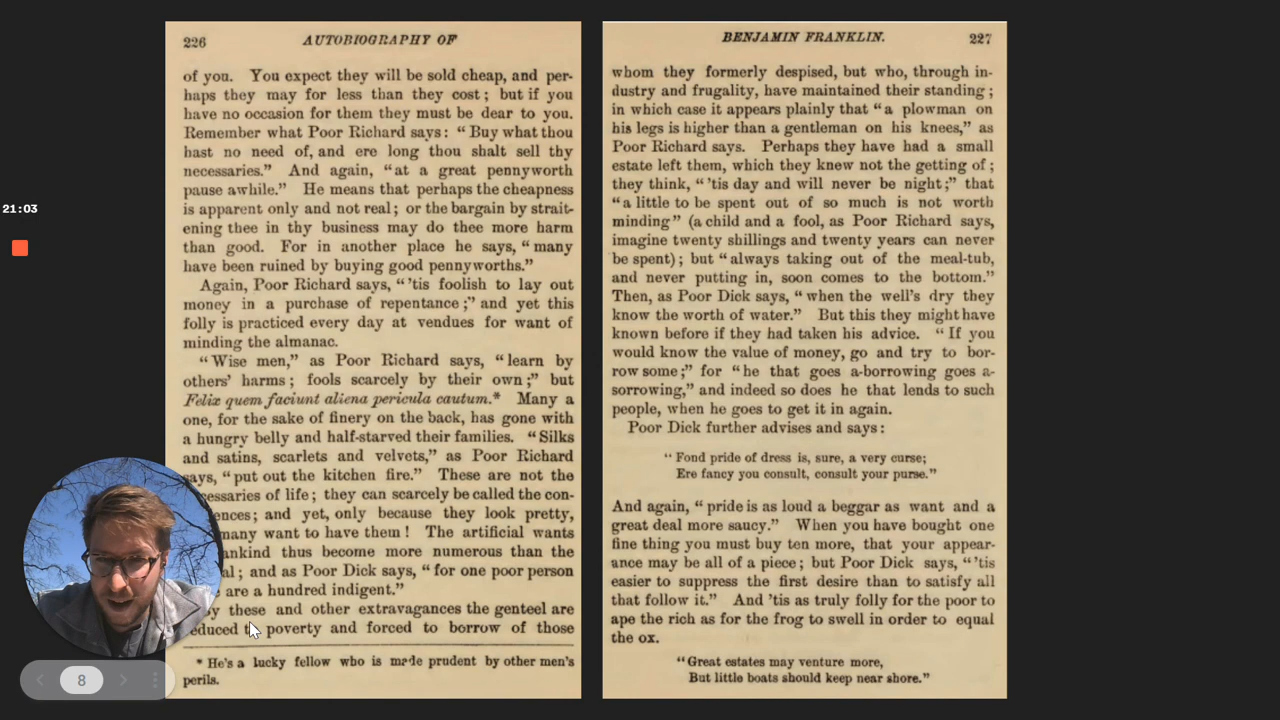 226 AUTOBIOGRAPHY OF
of you. You expect they will be sold cheap, and per-
haps they may for less than they cost; but if you
have no occasion for them they must be dear to you.
Remember what Poor Richard says: “Buy what thou
hast no need of, and ere long thou shalt sell thy
necessaries.” And again, “at a great pennyworth
pause awhile.” He means that perhaps the cheapness
is apparent only and not real; or the bargain by strait-
ening thee in thy business may do thee more harm
than good. For in another place he says, “many
have been ruined by buying good pennyworths.”
Again, Poor Richard says, “’tis foolish to lay out
money in a purchase of repentance;” and yet this
folly is practiced every day at vendues for want of
minding the almanac.
“Wise men,” as Poor Richard says, “learn by
others’ harms; fools scarcely by their own;” but
Felix quem faciunt aliena pericula cautum.* Many a
one, for the sake of finery on the back, has gone with
a hungry belly and half-starved their families. “Silks
and satins, scarlets and velvets,” as Poor Richard
says, “put out the kitchen fire.” These are not the
essaries of life; they can scarcely be called the con-
ences; and yet, only because they look pretty,
many want to have them! The artificial wants
ankind thus become more numerous than the
al; and as Poor Dick says, “for one poor person
are a hundred indigent.”
y these and other extravagances the genteel are
educed to poverty and forced to borrow of those
* He’s a lucky fellow who is made prudent by other men’s
perils.
BENJAMIN FRANKLIN. 227
whom they formerly despised, but who, through in-
dustry and frugality, have maintained their standing;
in which case it appears plainly that “a plowman on
his legs is higher than a gentleman on his knees,” as
Poor Richard says. Perhaps they have had a small
estate left them, which they knew not the getting of;
they think, “’tis day and will never be night;” that
“a little to be spent out of so much is not worth
minding” (a child and a fool, as Poor Richard says,
imagine twenty shillings and twenty years can never
be spent); but “always taking out of the meal-tub,
and never putting in, soon comes to the bottom.”
Then, as Poor Dick says, “when the well’s dry they
know the worth of water.” But this they might have
known before if they had taken his advice. “If you
would know the value of money, go and try to bor-
row some;” for “he that goes a-borrowing goes a-
sorrowing,” and indeed so does he that lends to such
people, when he goes to get it in again.
Poor Dick further advises and says:
“Fond pride of dress is, sure, a very curse;
Ere fancy you consult, consult your purse.”
And again, “pride is as loud a beggar as want and a
great deal more saucy.” When you have bought one
fine thing you must buy ten more, that your appear-
ance may be all of a piece; but Poor Dick says, “’tis
easier to suppress the first desire than to satisfy all
that follow it.” And ’tis as truly folly for the poor to
ape the rich as for the frog to swell in order to equal
the ox.
“Great estates may venture more,
But little boats should keep near shore.”
21:03
8